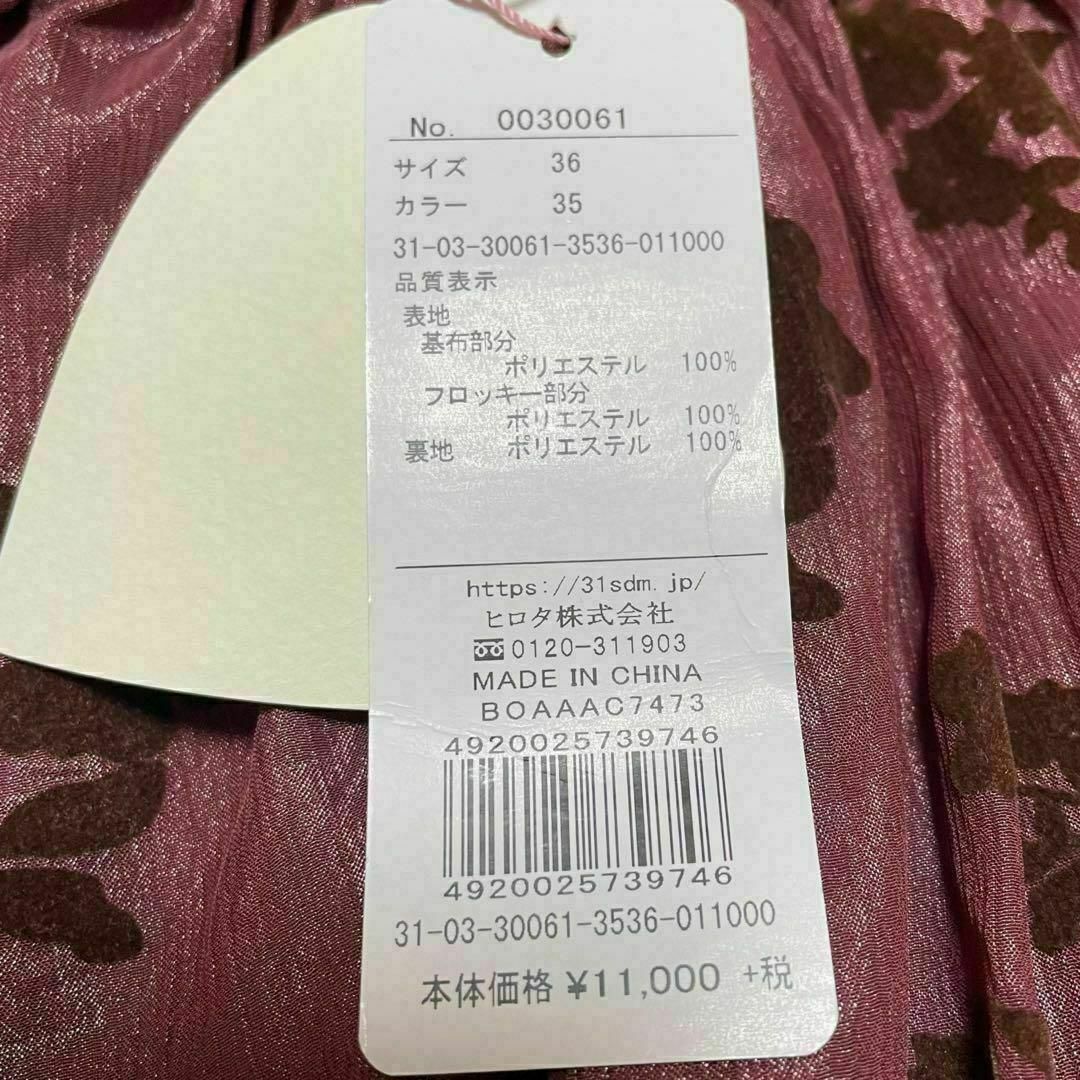 No. 0030061
サイズ 36
カラー 35
31-03-30061-3536-011000
品質表示
表地
基布部分
ポリエステル 100%
フロッキー部分
ポリエステル 100%
裏地 ポリエステル 100%
https://31sdm.jp/
ヒロタ株式会社
0120-311903
MADE IN CHINA
BOAAAC7473
4920025739746
4920025739746
31-03-30061-3536-011000
本体価格 ¥11,000 +税